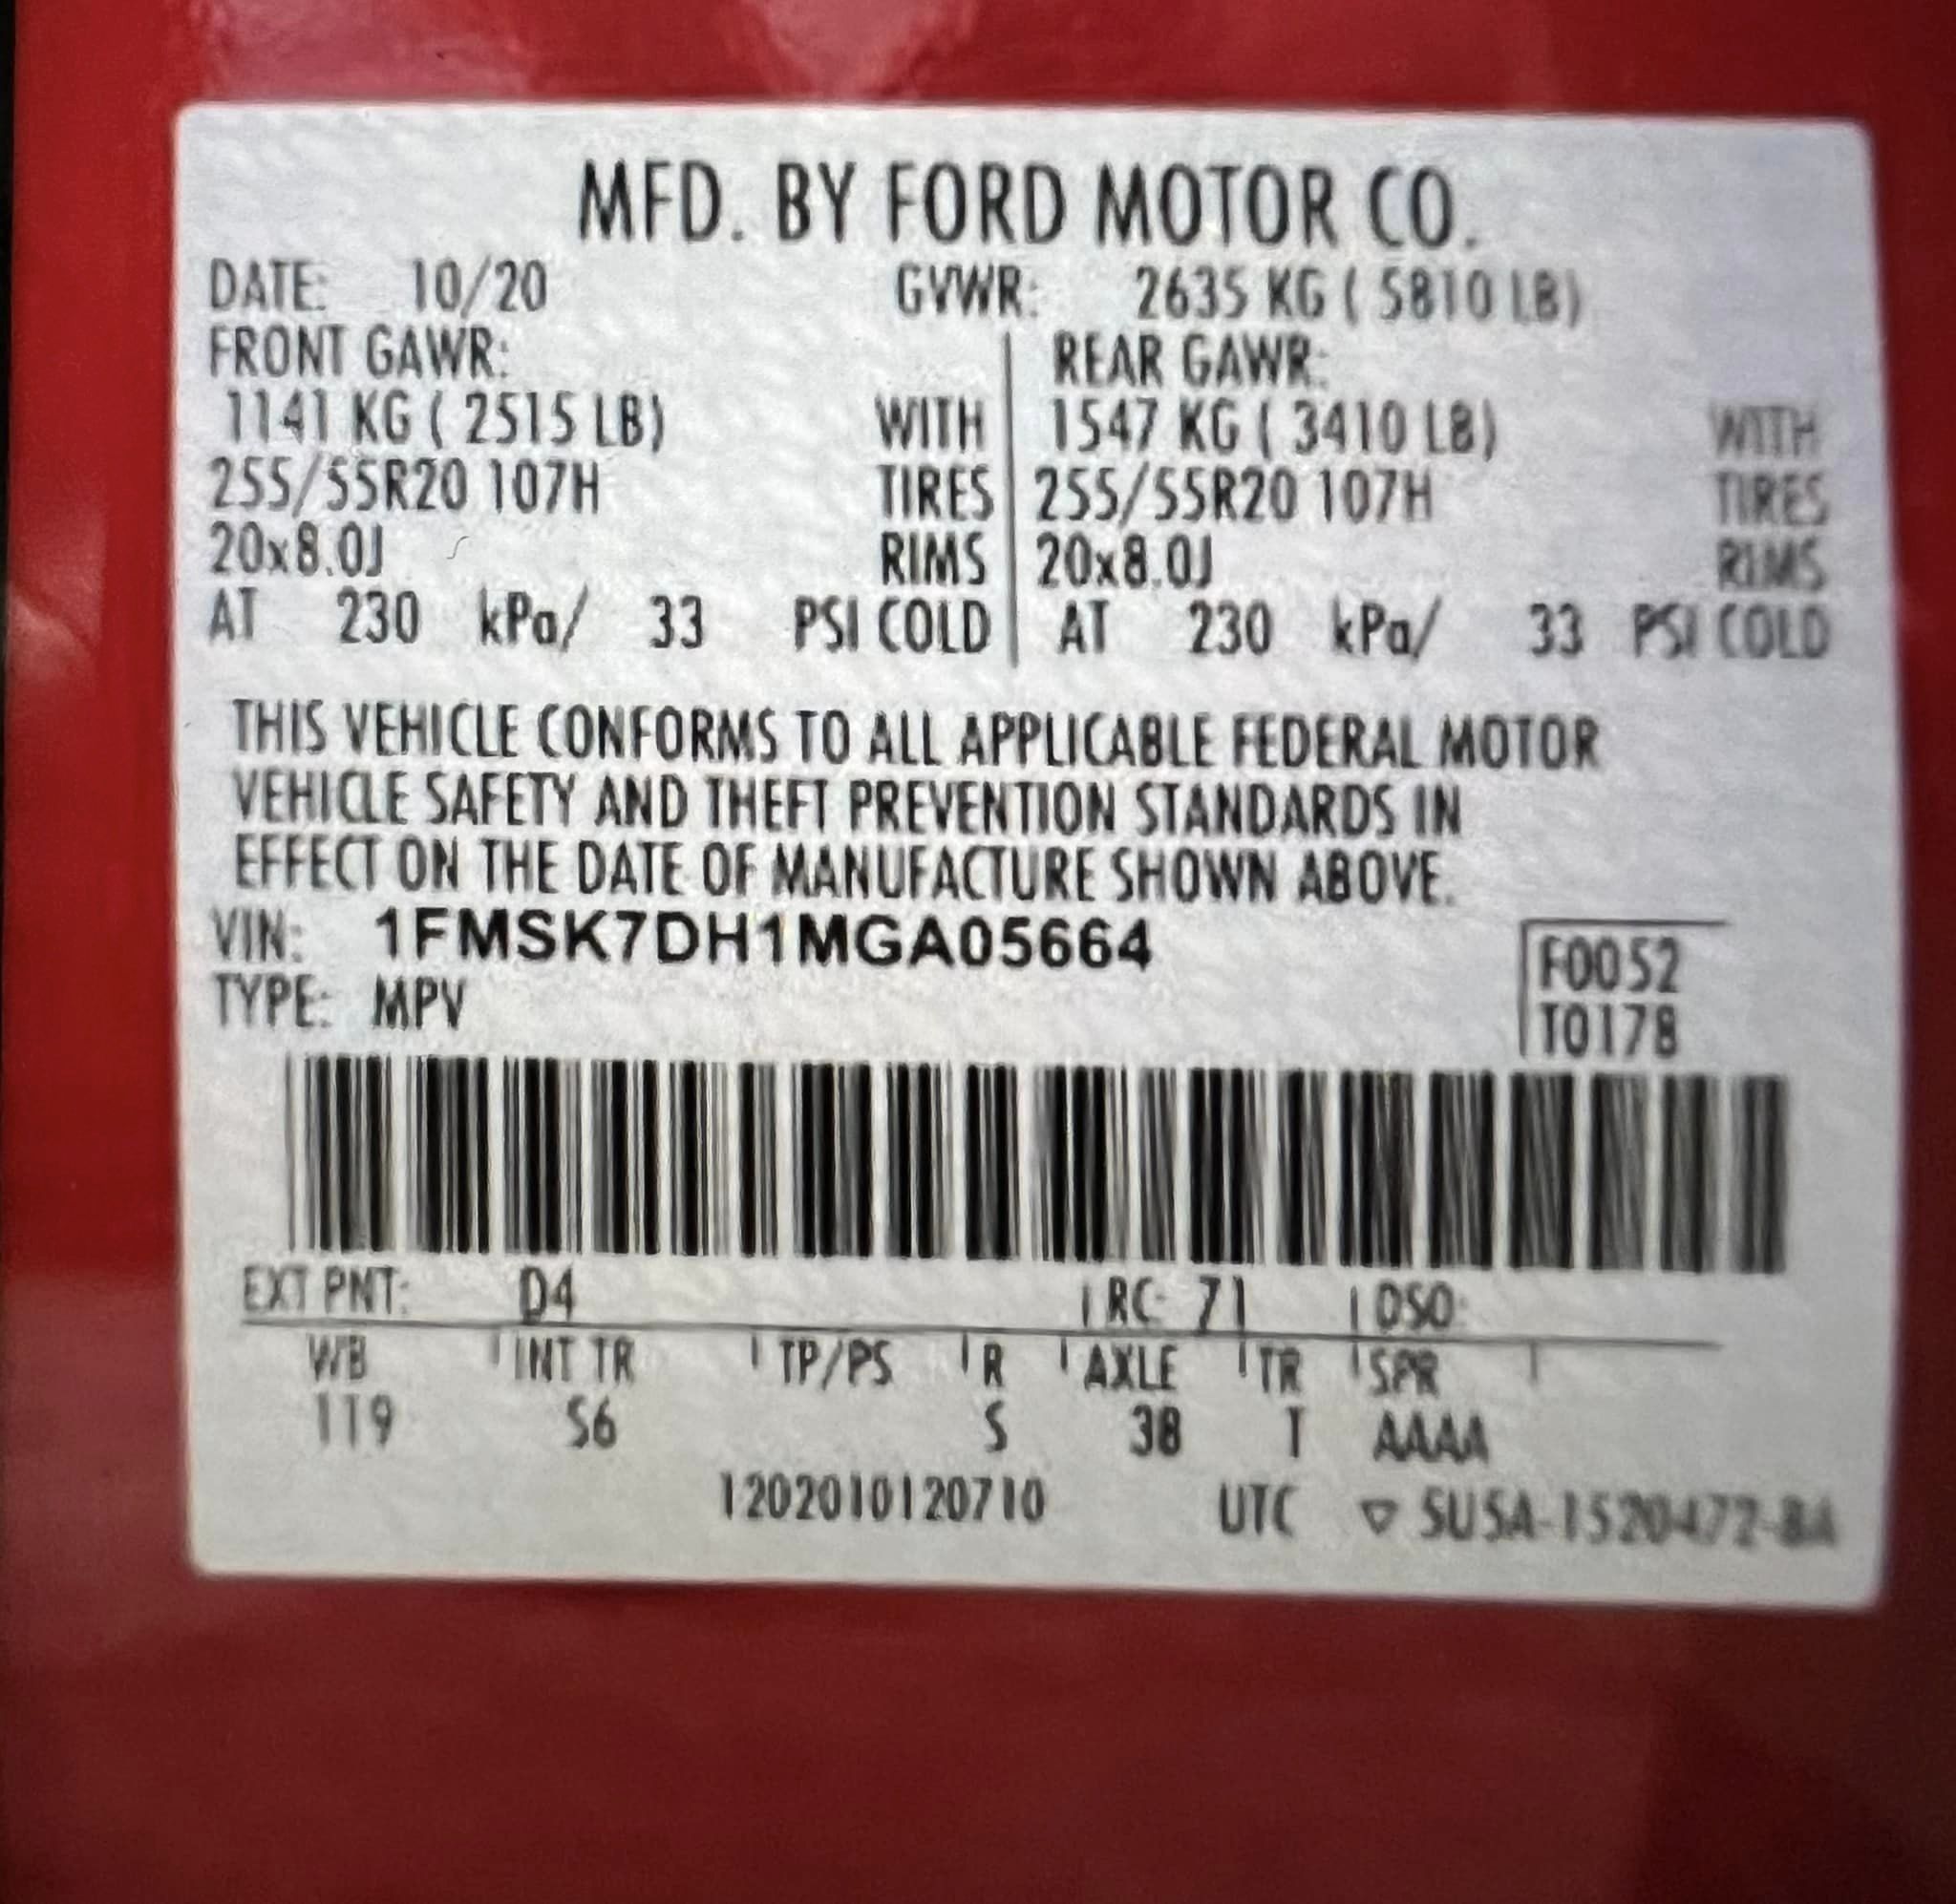 MFD. BY FORD MOTOR CO.
DATE: 10/20 GVWR: 2635 KG ( 5810 LB)
FRONT GAWR: REAR GAWR:
1141 KG ( 2515 LB) WITH 1547 KG ( 3410 LB) WITH
255/55R20 107H TIRES 255/55R20 107H TIRES
20x8.0J RIMS 20x8.0J RIMS
AT 230 kPa/ 33 PSI COLD AT 230 kPa/ 33 PSI COLD
THIS VEHICLE CONFORMS TO ALL APPLICABLE FEDERAL MOTOR
VEHICLE SAFETY AND THEFT PREVENTION STANDARDS IN
EFFECT ON THE DATE OF MANUFACTURE SHOWN ABOVE.
VIN: 1FMSK7DH1MGA05664
TYPE: MPV
F0052
T0178
EXT PNT: D4 RC: 71 DSO:
WB INT TR TP/PS R AXLE TR SPR
119 S6 S 38 T AAAA
1202010120710 UTC ▽ 5U5A-1520472-8A